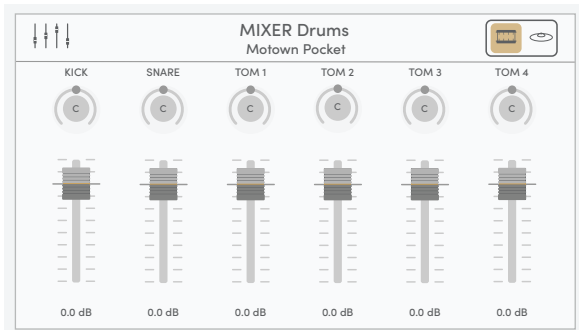 MIXER Drums
Motown Pocket
KICK SNARE TOM 1 TOM 2 TOM 3 TOM 4
C C C C C C
0.0 dB 0.0 dB 0.0 dB 0.0 dB 0.0 dB 0.0 dB